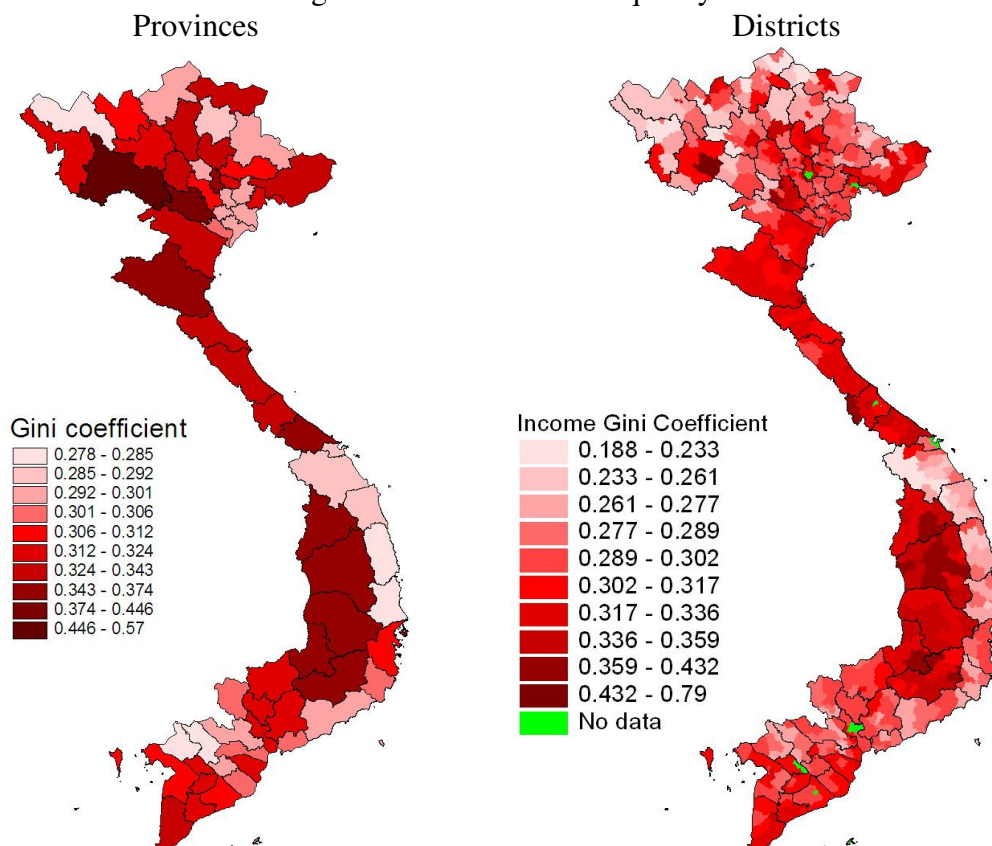 Provinces
Districts
Gini coefficient
0.278 - 0.285
0.285 - 0.292
0.292 - 0.301
0.301 - 0.306
0.306 - 0.312
0.312 - 0.324
0.324 - 0.343
0.343 - 0.374
0.374 - 0.446
0.446 - 0.57
Income Gini Coefficient
0.188 - 0.233
0.233 - 0.261
0.261 - 0.277
0.277 - 0.289
0.289 - 0.302
0.302 - 0.317
0.317 - 0.336
0.336 - 0.359
0.359 - 0.432
0.432 - 0.79
No data